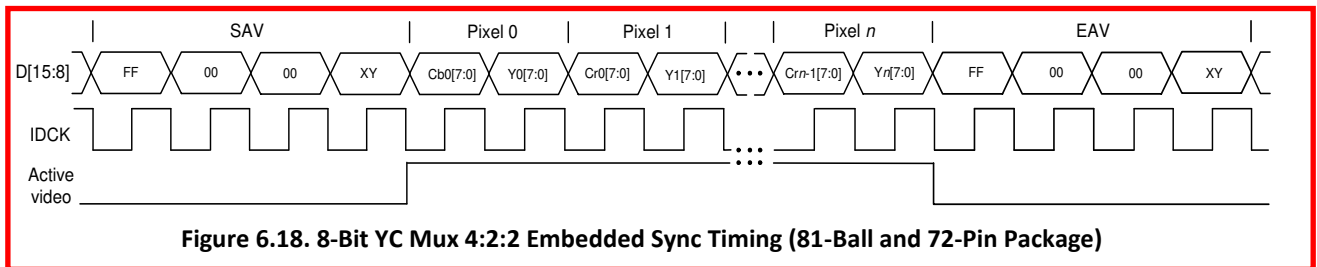 SAV Pixel 0 Pixel 1 Pixel n EAV
D[15:8] FF 00 00 XY Cb0[7:0] Y0[7:0] Cr0[7:0] Y1[7:0] ••• Crn-1[7:0] Yn[7:0] FF 00 00 XY
IDCK
•••
Active
video
Figure 6.18. 8-Bit YC Mux 4:2:2 Embedded Sync Timing (81-Ball and 72-Pin Package)